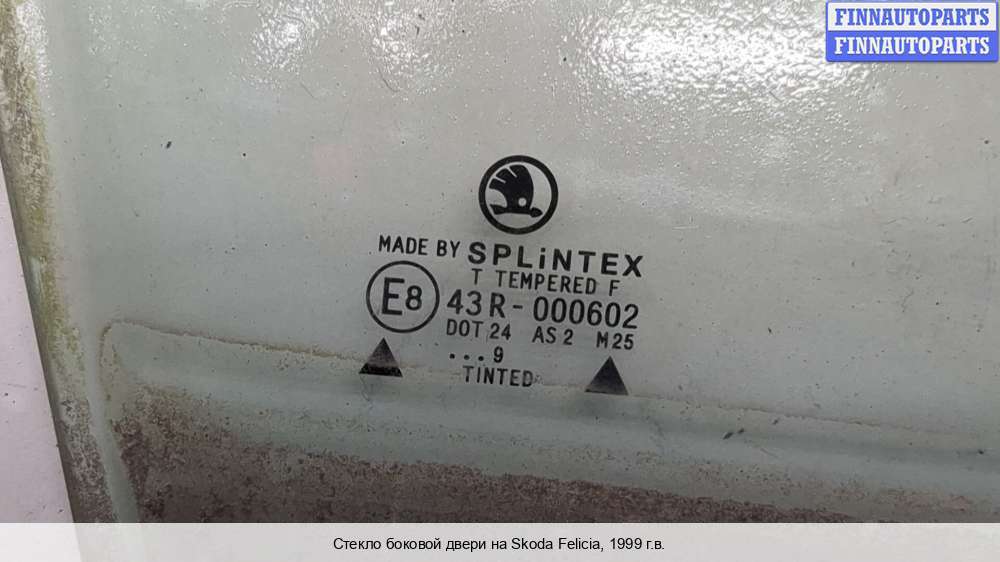 FINNAUTOPARTS
FINNAUTOPARTS
MADE BY SPLiNTEX
T TEMPERED F
E8 43R-000602
DOT 24 AS 2 M25
...9
TINTED
Стекло боковой двери на Skoda Felicia, 1999 г.в.